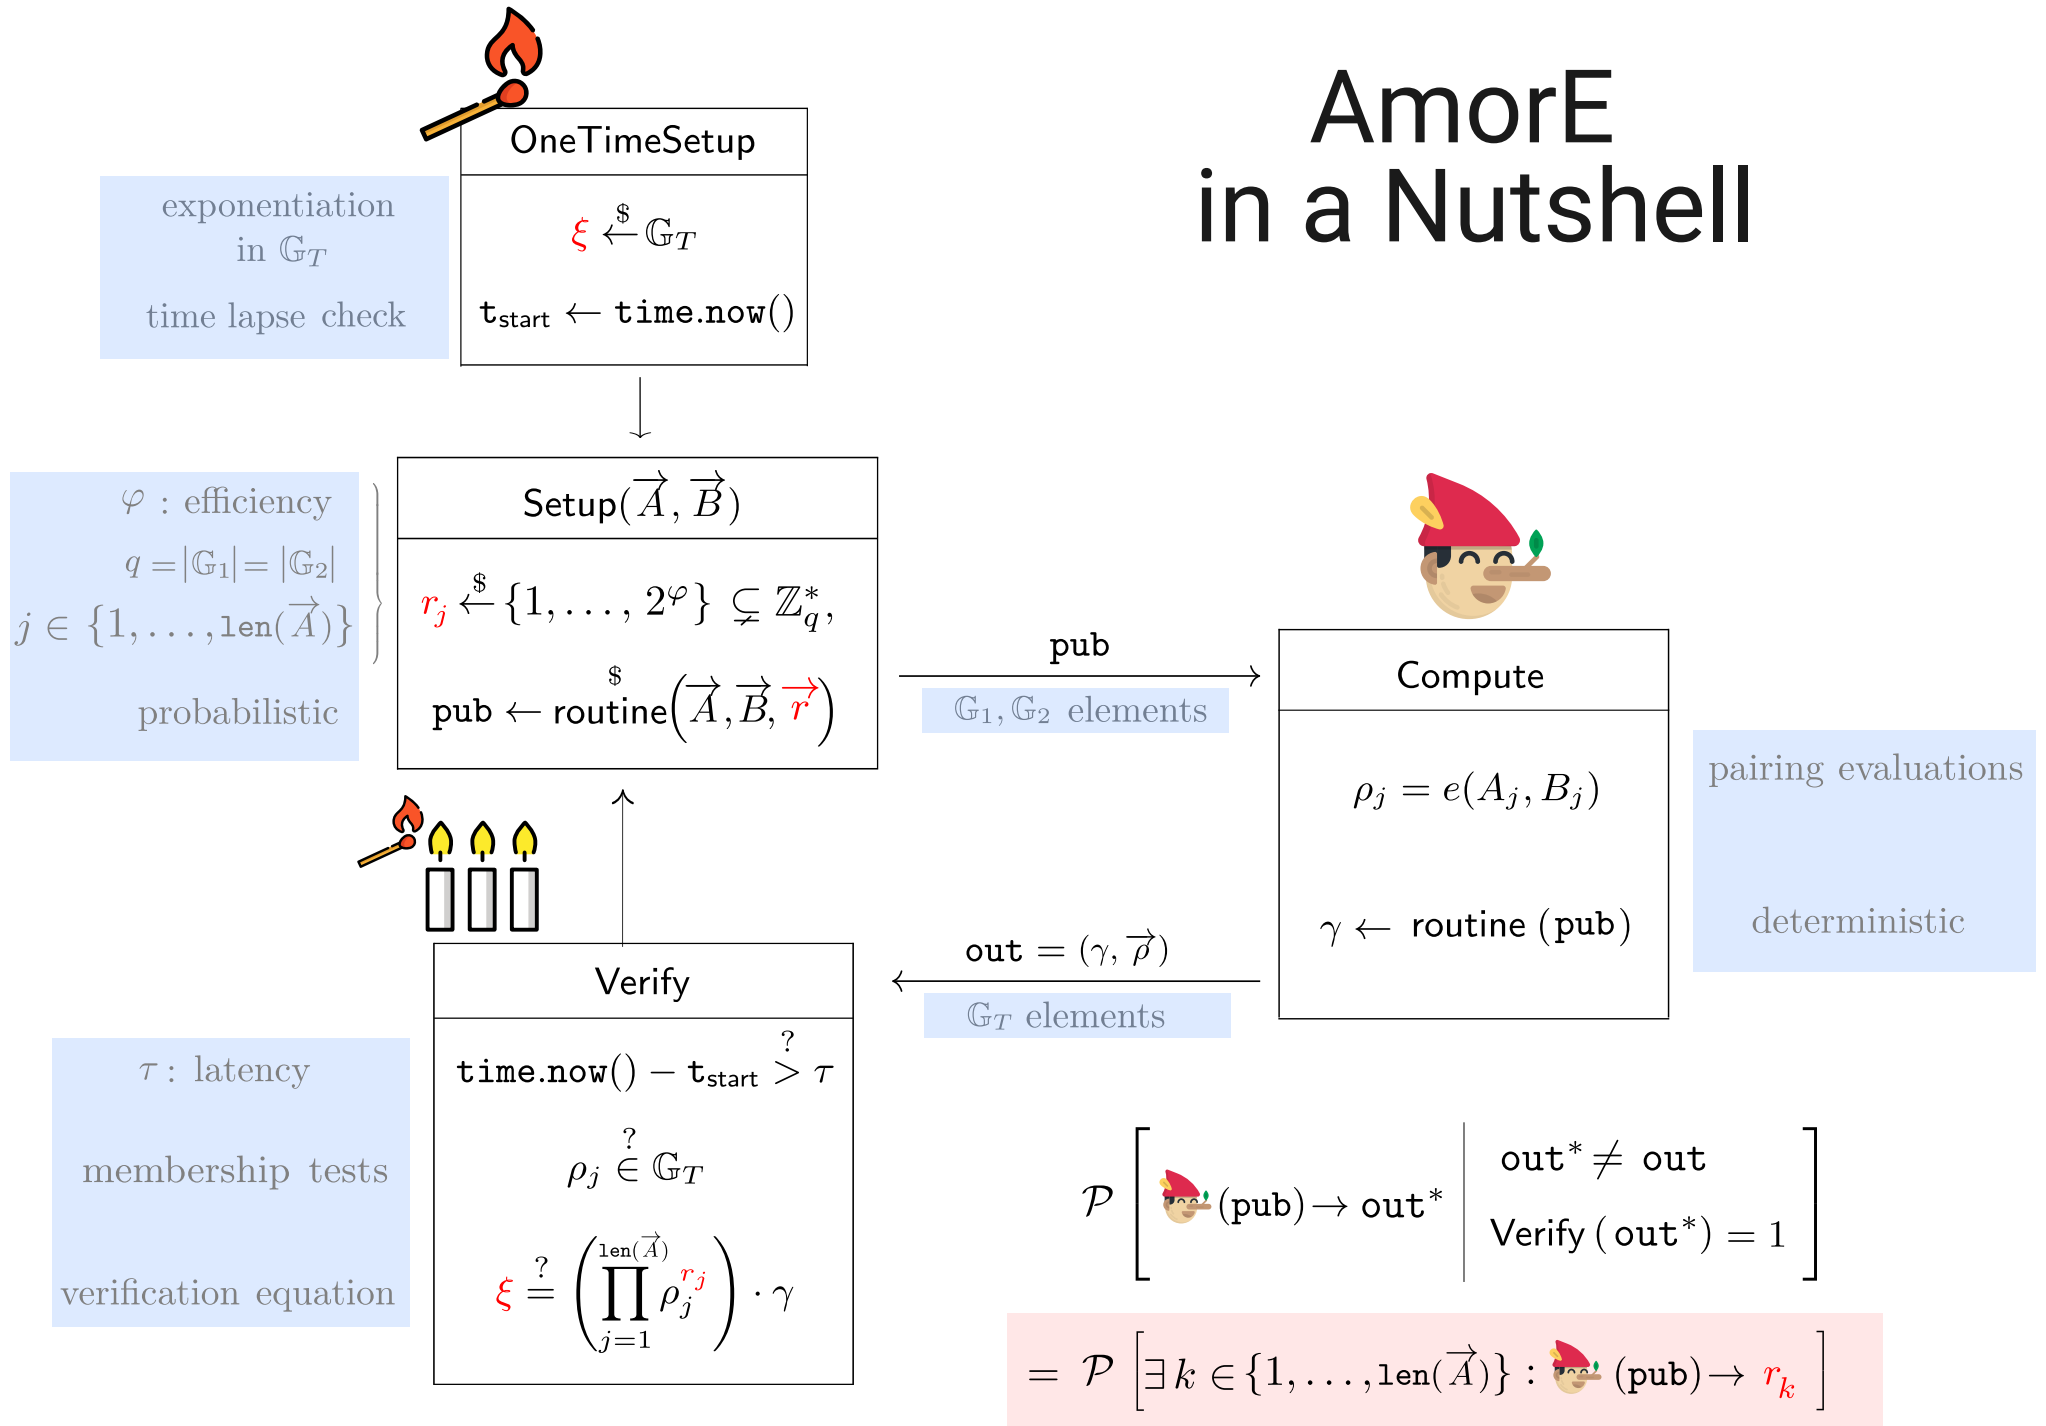 AmorE
in a Nutshell
OneTimeSetup
ξ ←$ 𝔾_T
t_start ← time.now()
exponentiation
in 𝔾_T
time lapse check
Setup(A⃗, B⃗)
r_j ←$ {1, …, 2^φ} ⊊ ℤ*_q,
pub ←$ routine(A⃗, B⃗, r⃗)
φ : efficiency
q = |𝔾_1| = |𝔾_2|
j ∈ {1, …, len(A⃗)}
probabilistic
pub
𝔾_1, 𝔾_2 elements
Compute
ρ_j = e(A_j, B_j)
γ ← routine (pub)
pairing evaluations
deterministic
out = (γ, ρ⃗)
𝔾_T elements
Verify
time.now() − t_start >? τ
ρ_j ∈? 𝔾_T
ξ =? (∏_{j=1}^{len(A⃗)} ρ_j^{r_j}) · γ
τ : latency
membership tests
verification equation
𝒫 [ (pub) → out* | out* ≠ out
Verify ( out*) = 1 ]
= 𝒫 [∃ k ∈ {1, …, len(A⃗)} : (pub) → r_k ]